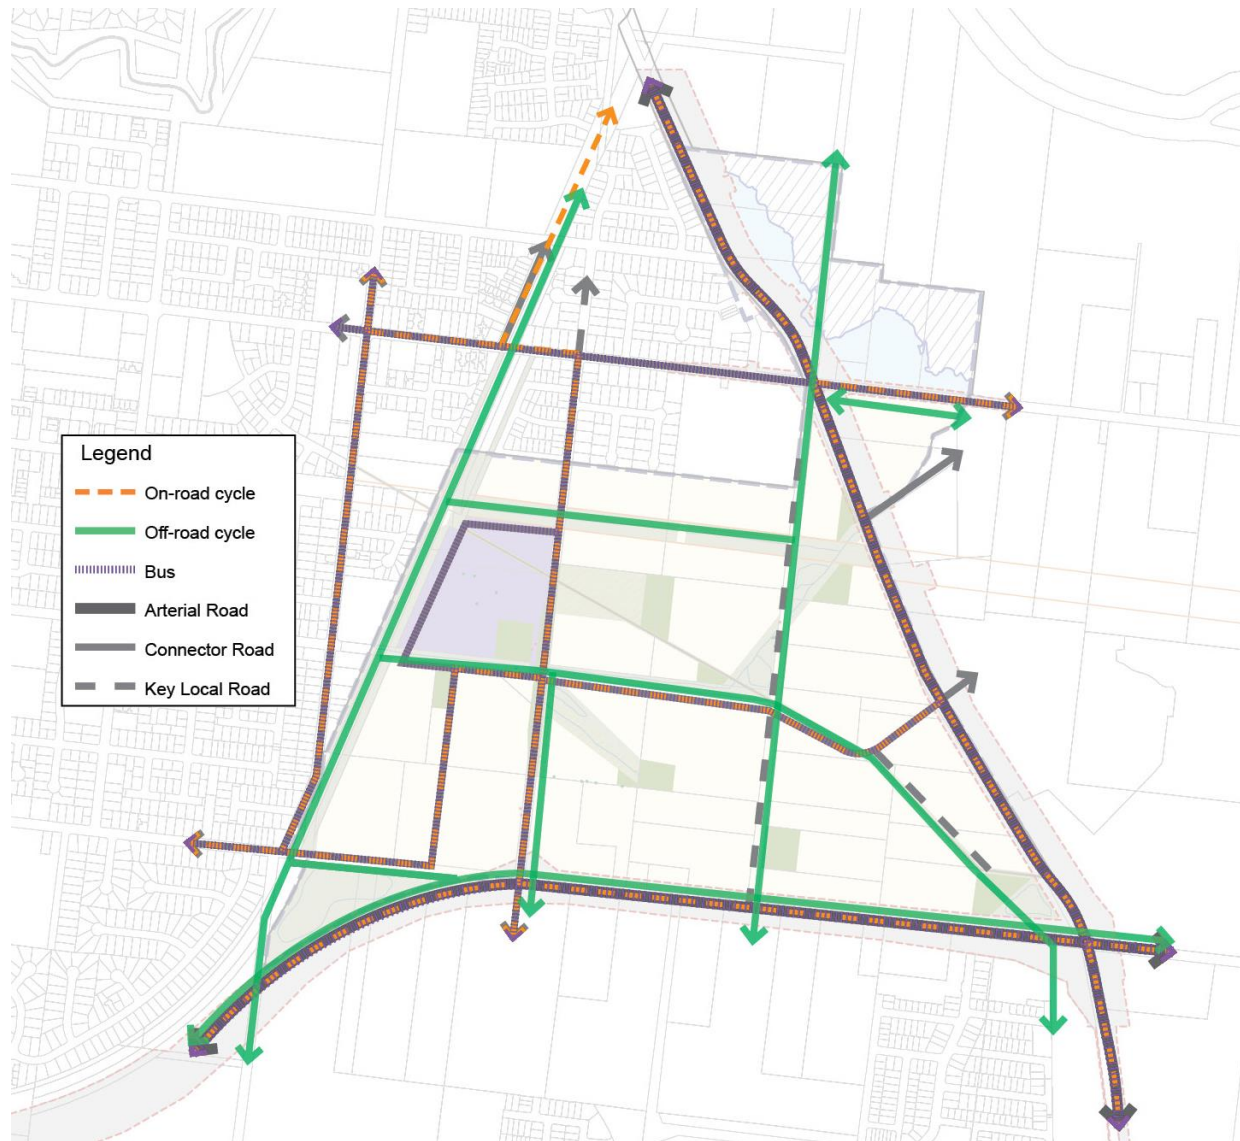 Legend
On-road cycle
Off-road cycle
Bus
Arterial Road
Connector Road
Key Local Road